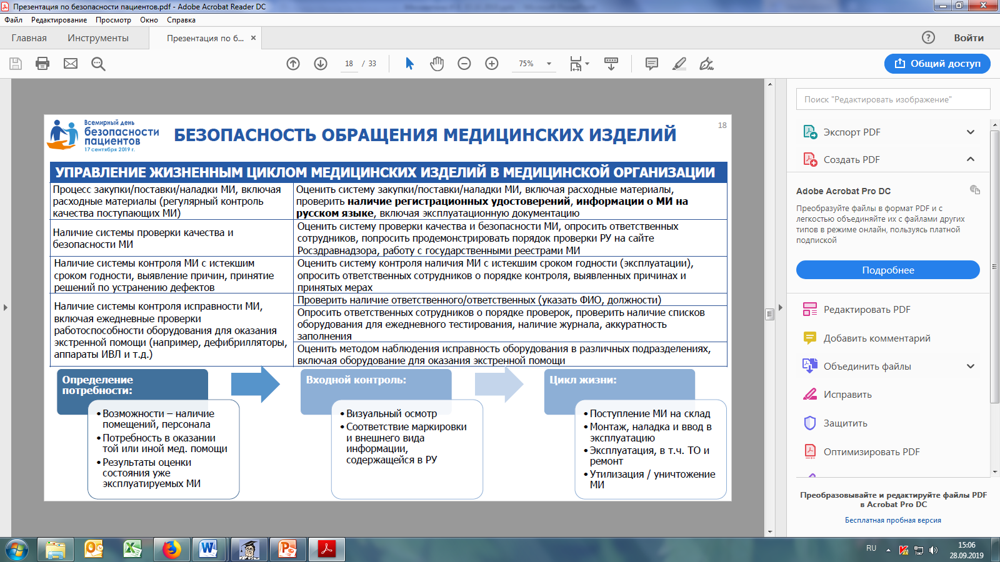 Презентация по безопасности пациентов.pdf - Adobe Acrobat Reader DC
Файл Редактирование Просмотр Окно Справка
Главная Инструменты Презентация по б... × ? Войти
18 / 33 75% Общий доступ
Всемирный день
безопасности
пациентов
17 сентября 2019 г.
БЕЗОПАСНОСТЬ ОБРАЩЕНИЯ МЕДИЦИНСКИХ ИЗДЕЛИЙ
18
УПРАВЛЕНИЕ ЖИЗНЕННЫМ ЦИКЛОМ МЕДИЦИНСКИХ ИЗДЕЛИЙ В МЕДИЦИНСКОЙ ОРГАНИЗАЦИИ
Процесс закупки/поставки/наладки МИ, включая
расходные материалы (регулярный контроль
качества поступающих МИ)
Оценить систему закупки/поставки/наладки МИ, включая расходные материалы,
проверить наличие регистрационных удостоверений, информации о МИ на
русском языке, включая эксплуатационную документацию
Наличие системы проверки качества и
безопасности МИ
Оценить систему проверки качества и безопасности МИ, опросить ответственных
сотрудников, попросить продемонстрировать порядок проверки РУ на сайте
Росздравнадзора, работу с государственными реестрами МИ
Наличие системы контроля МИ с истекшим
сроком годности, выявление причин, принятие
решений по устранению дефектов
Оценить систему контроля наличия МИ с истекшим сроком годности (эксплуатации),
опросить ответственных сотрудников о порядке контроля, выявленных причинах и
принятых мерах
Наличие системы контроля исправности МИ,
включая ежедневные проверки
работоспособности оборудования для оказания
экстренной помощи (например, дефибрилляторы,
аппараты ИВЛ и т.д.)
Проверить наличие ответственного/ответственных (указать ФИО, должности)
Опросить ответственных сотрудников о порядке проверок, проверить наличие списков
оборудования для ежедневного тестирования, наличие журнала, аккуратность
заполнения
Оценить методом наблюдения исправность оборудования в различных подразделениях,
включая оборудование для оказания экстренной помощи
Определение
потребности:
• Возможности – наличие
помещений, персонала
• Потребность в оказании
той или иной мед. помощи
• Результаты оценки
состояния уже
эксплуатируемых МИ
Входной контроль:
• Визуальный осмотр
• Соответствие маркировки
и внешнего вида
информации,
содержащейся в РУ
Цикл жизни:
• Поступление МИ на склад
• Монтаж, наладка и ввод в
эксплуатацию
• Эксплуатация, в т.ч. ТО и
ремонт
• Утилизация / уничтожение
МИ
Поиск "Редактировать изображение"
Экспорт PDF
Создать PDF
Adobe Acrobat Pro DC
Преобразуйте файлы в формат PDF и с
легкостью объединяйте их с файлами других
типов в режиме онлайн, пользуясь платной
подпиской
Подробнее
Редактировать PDF
Добавить комментарий
Объединить файлы
Исправить
Защитить
Оптимизировать PDF
Преобразовывайте и редактируйте файлы PDF
в Acrobat Pro DC
Бесплатная пробная версия
RU
15:06
28.09.2019